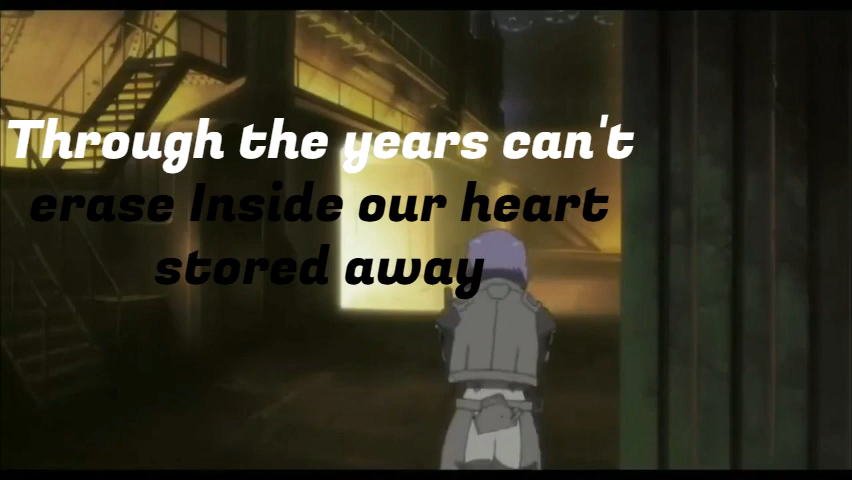 Through the years can't
erase Inside our heart
stored away